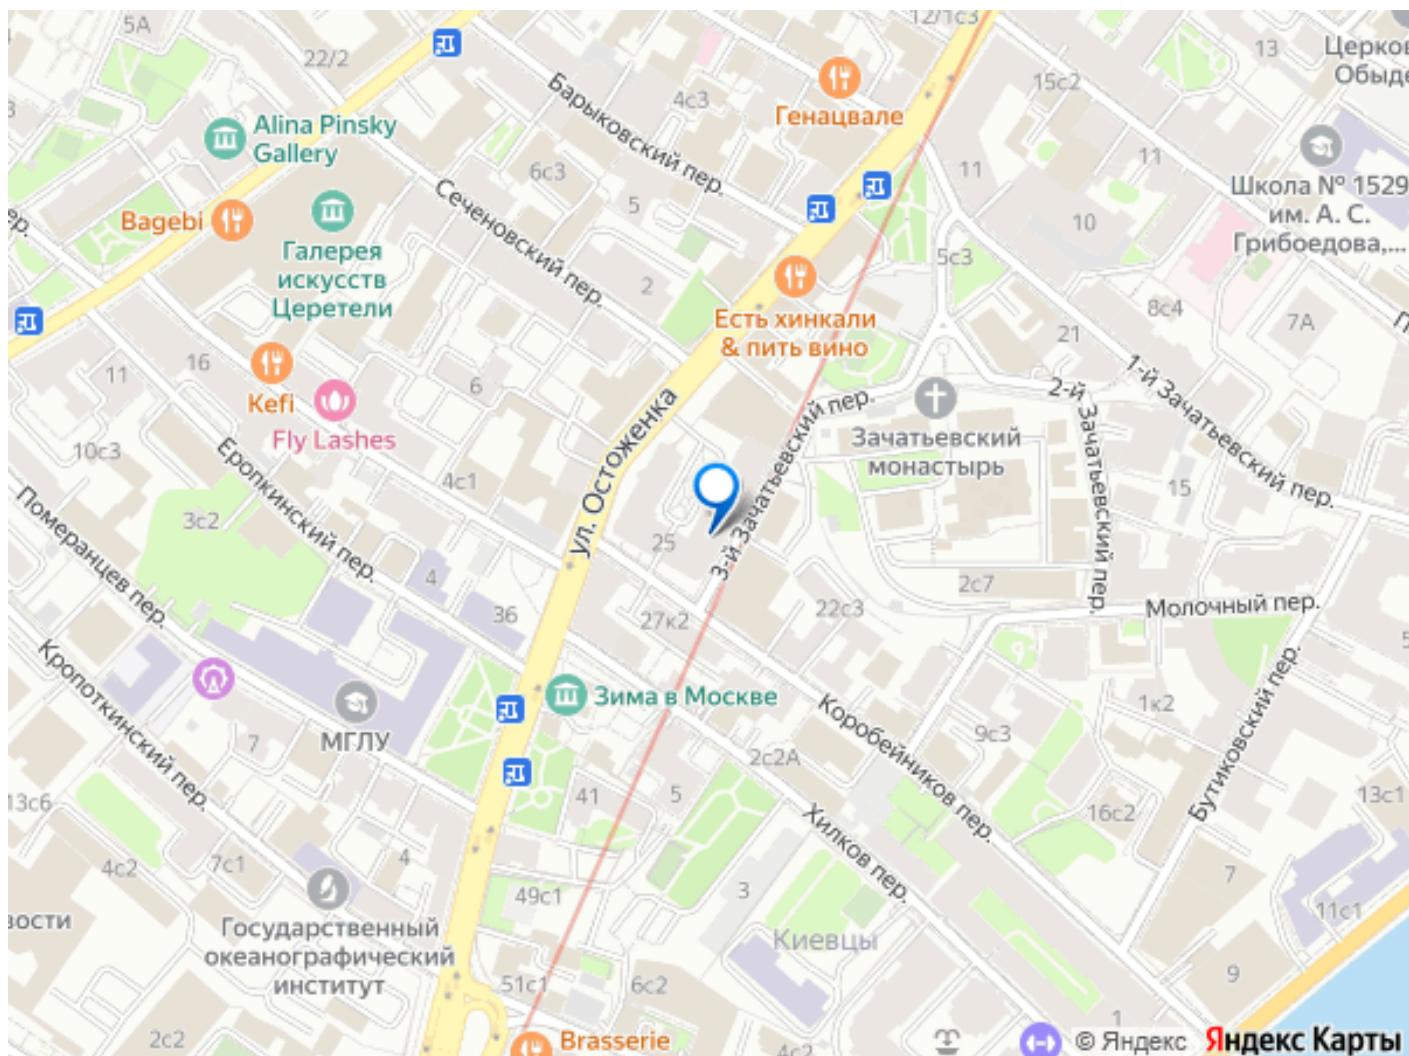 5А
12/1с3
13
Церков
Обыде
22/2
15с2
4с3
Генацвале
Барыковский пер.
Alina Pinsky
Gallery
6с3
11
11
Школа № 1529
им. А. С.
Грибоедова,...
Сеченовский пер.
5
10
Bagebi
ер.
Галерея
искусств
Церетели
5с3
2
Есть хинкали
& пить вино
8с4
7А
21
П
16
11
6
Kefi
Fly Lashes
1-й Зачатьевский пер.
2-й Зачатьевский пер.
ул. Остоженка
3-й Зачатьевский пер.
Зачатьевский
монастырь
10с3
Еропкинский пер.
4с1
15
3с2
Померанцев пер.
25
4
2с7
36
27к2
22с3
Молочный пер.
Кропоткинский пер.
5
Зима в Москве
МГЛУ
Коробейников пер.
1к2
7
9с3
Бутиковский пер.
2с2А
13с6
41
5
16с2
13с1
Хилков пер.
4с2
7с1
4
49с1
3
7
11с1
вости
Государственный
океанографический
институт
Киевцы
51с1
6с2
9
2с2
Brasserie
4с2
1
© Яндекс
Яндекс Карты